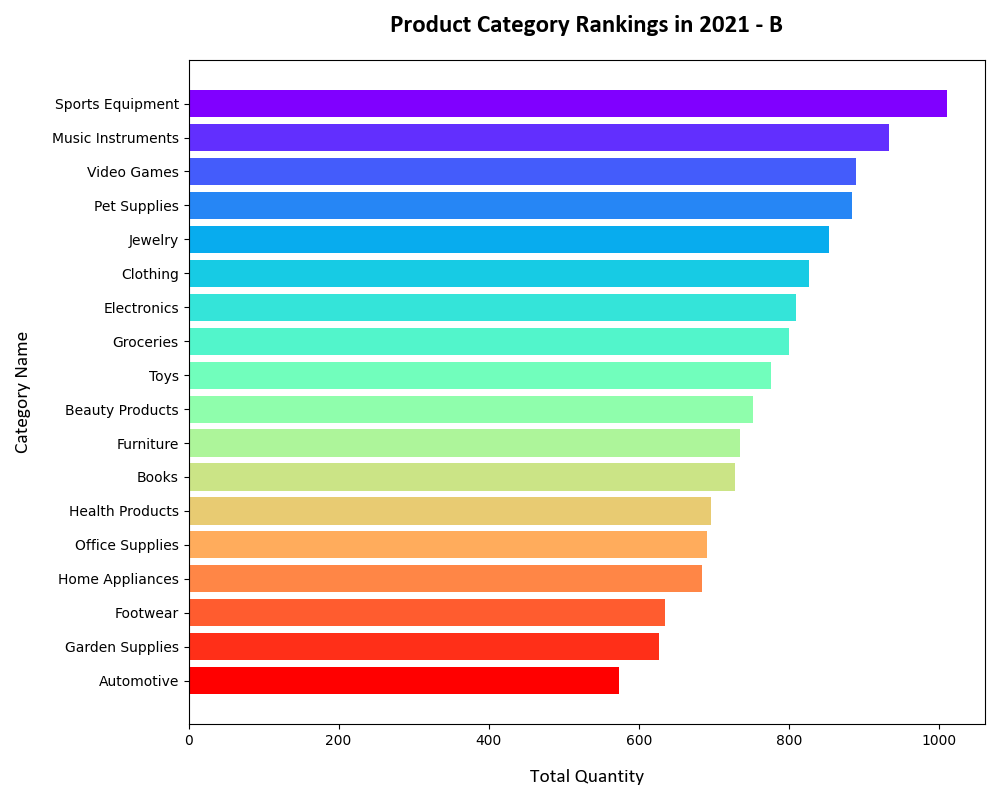 Product Category Rankings in 2021 - B
Category Name
Sports Equipment
Music Instruments
Video Games
Pet Supplies
Jewelry
Clothing
Electronics
Groceries
Toys
Beauty Products
Furniture
Books
Health Products
Office Supplies
Home Appliances
Footwear
Garden Supplies
Automotive
0 200 400 600 800 1000
Total Quantity